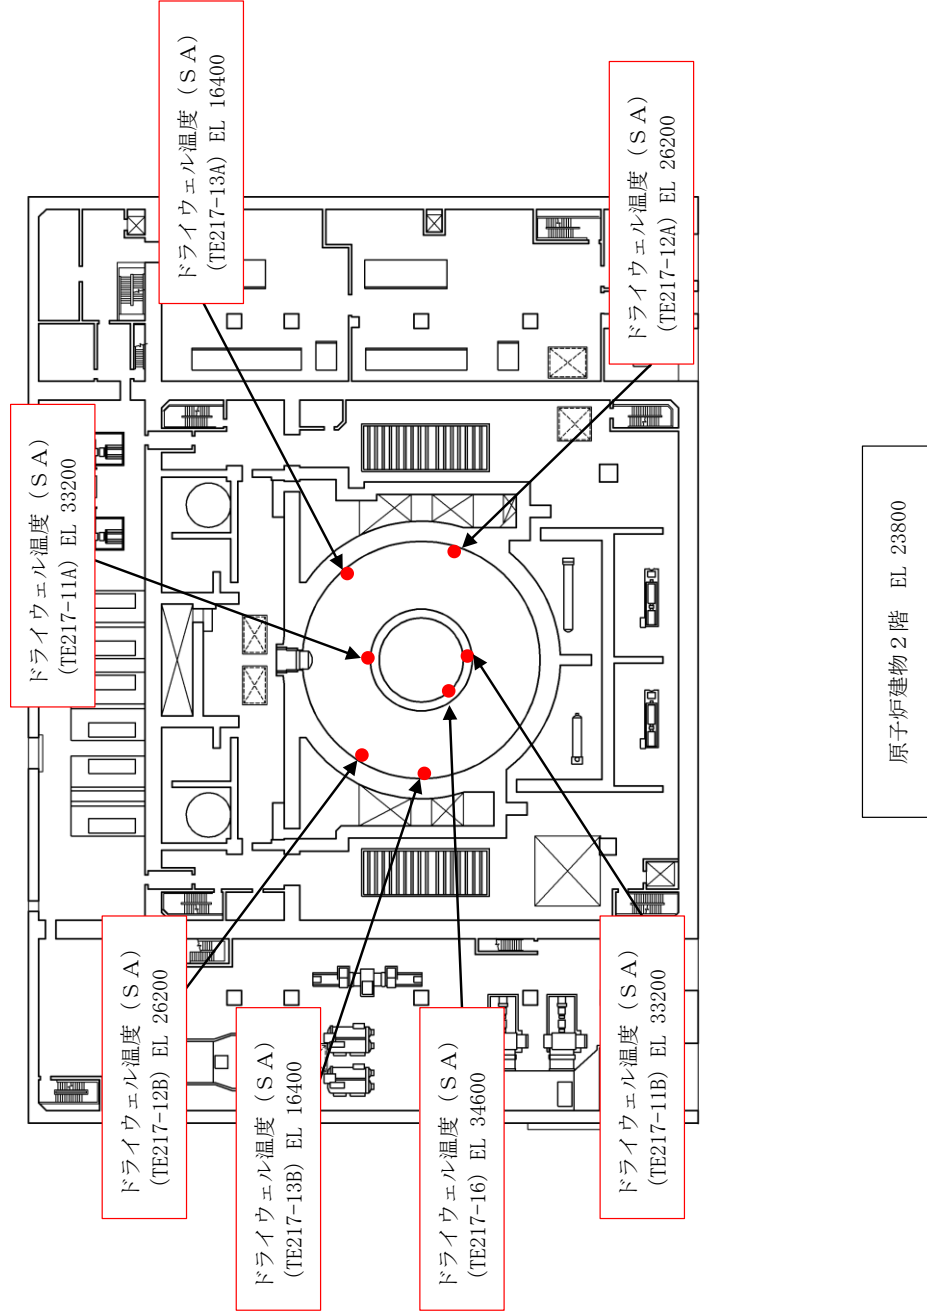 ドライウェル温度（ＳＡ）
(TE217-11A) EL 33200
ドライウェル温度（ＳＡ）
(TE217-13A) EL 16400
ドライウェル温度（ＳＡ）
(TE217-12A) EL 26200
ドライウェル温度（ＳＡ）
(TE217-12B) EL 26200
ドライウェル温度（ＳＡ）
(TE217-13B) EL 16400
ドライウェル温度（ＳＡ）
(TE217-16) EL 34600
ドライウェル温度（ＳＡ）
(TE217-11B) EL 33200
原子炉建物２階　EL 23800